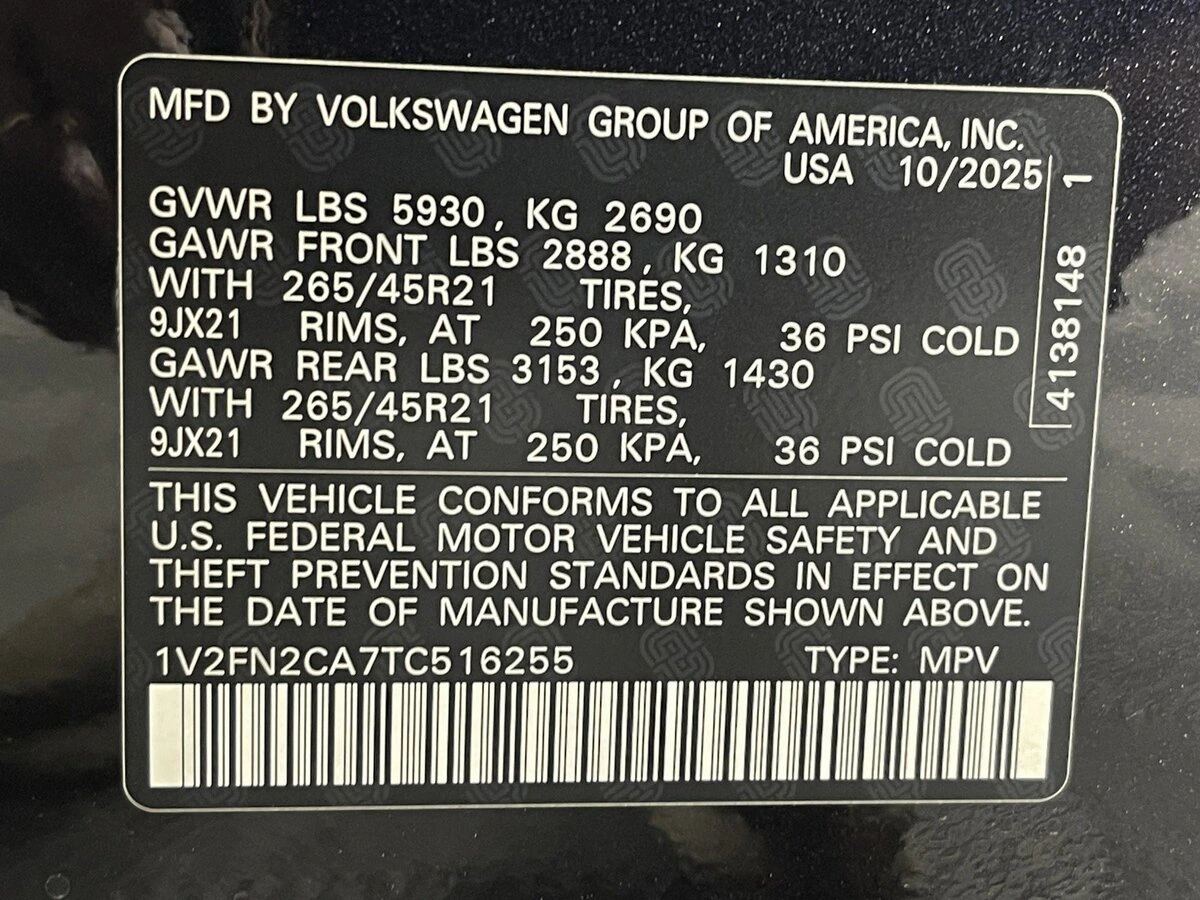 MFD BY VOLKSWAGEN GROUP OF AMERICA, INC.
USA 10/2025
GVWR LBS 5930, KG 2690
GAWR FRONT LBS 2888, KG 1310
WITH 265/45R21 TIRES,
9JX21 RIMS, AT 250 KPA, 36 PSI COLD
GAWR REAR LBS 3153, KG 1430
WITH 265/45R21 TIRES,
9JX21 RIMS, AT 250 KPA, 36 PSI COLD
4138148 1
THIS VEHICLE CONFORMS TO ALL APPLICABLE
U.S. FEDERAL MOTOR VEHICLE SAFETY AND
THEFT PREVENTION STANDARDS IN EFFECT ON
THE DATE OF MANUFACTURE SHOWN ABOVE.
1V2FN2CA7TC516255 TYPE: MPV